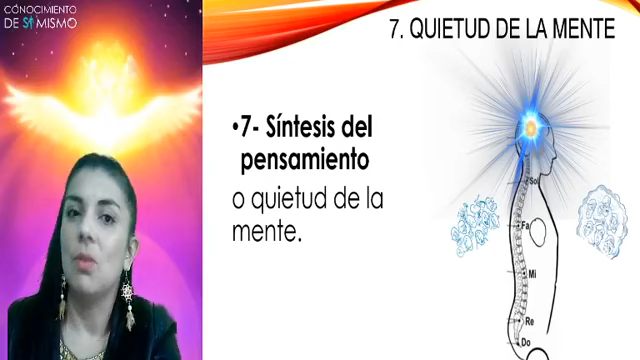 CONOCIMIENTO
DE SÍ MISMO
7. QUIETUD DE LA MENTE
•7- Síntesis del
pensamiento
o quietud de la
mente.
Sol
Fa
Mi
Re
Do